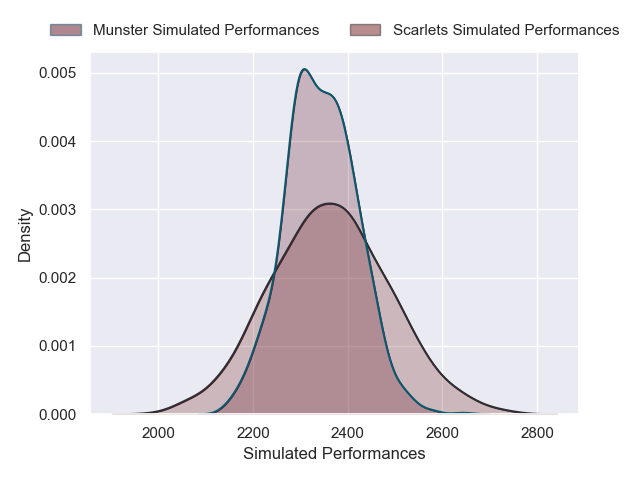 Munster Simulated Performances Scarlets Simulated Performances
0.005
0.004
0.003
0.002
0.001
0.000
Density
2000 2200 2400 2600 2800
Simulated Performances